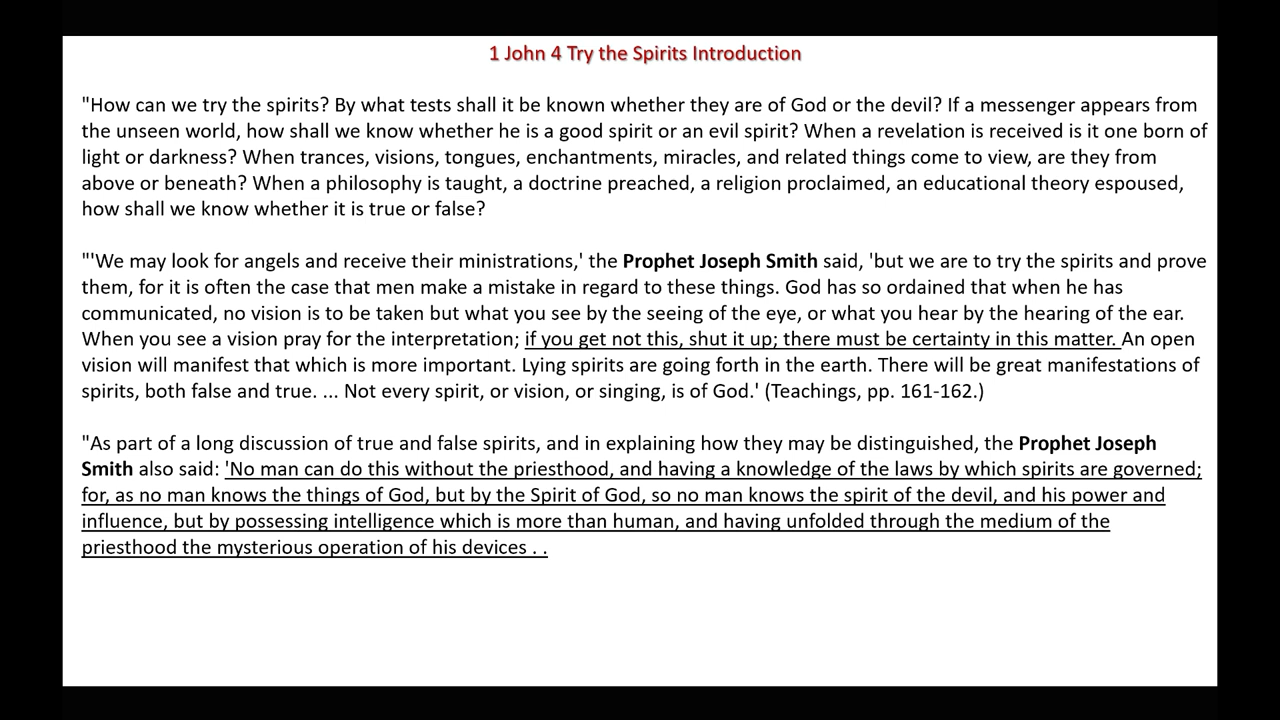 1 John 4 Try the Spirits Introduction
"How can we try the spirits? By what tests shall it be known whether they are of God or the devil? If a messenger appears from
the unseen world, how shall we know whether he is a good spirit or an evil spirit? When a revelation is received is it one born of
light or darkness? When trances, visions, tongues, enchantments, miracles, and related things come to view, are they from
above or beneath? When a philosophy is taught, a doctrine preached, a religion proclaimed, an educational theory espoused,
how shall we know whether it is true or false?
"'We may look for angels and receive their ministrations,' the Prophet Joseph Smith said, 'but we are to try the spirits and prove
them, for it is often the case that men make a mistake in regard to these things. God has so ordained that when he has
communicated, no vision is to be taken but what you see by the seeing of the eye, or what you hear by the hearing of the ear.
When you see a vision pray for the interpretation; if you get not this, shut it up; there must be certainty in this matter. An open
vision will manifest that which is more important. Lying spirits are going forth in the earth. There will be great manifestations of
spirits, both false and true. ... Not every spirit, or vision, or singing, is of God.' (Teachings, pp. 161-162.)
"As part of a long discussion of true and false spirits, and in explaining how they may be distinguished, the Prophet Joseph
Smith also said: 'No man can do this without the priesthood, and having a knowledge of the laws by which spirits are governed;
for, as no man knows the things of God, but by the Spirit of God, so no man knows the spirit of the devil, and his power and
influence, but by possessing intelligence which is more than human, and having unfolded through the medium of the
priesthood the mysterious operation of his devices . .